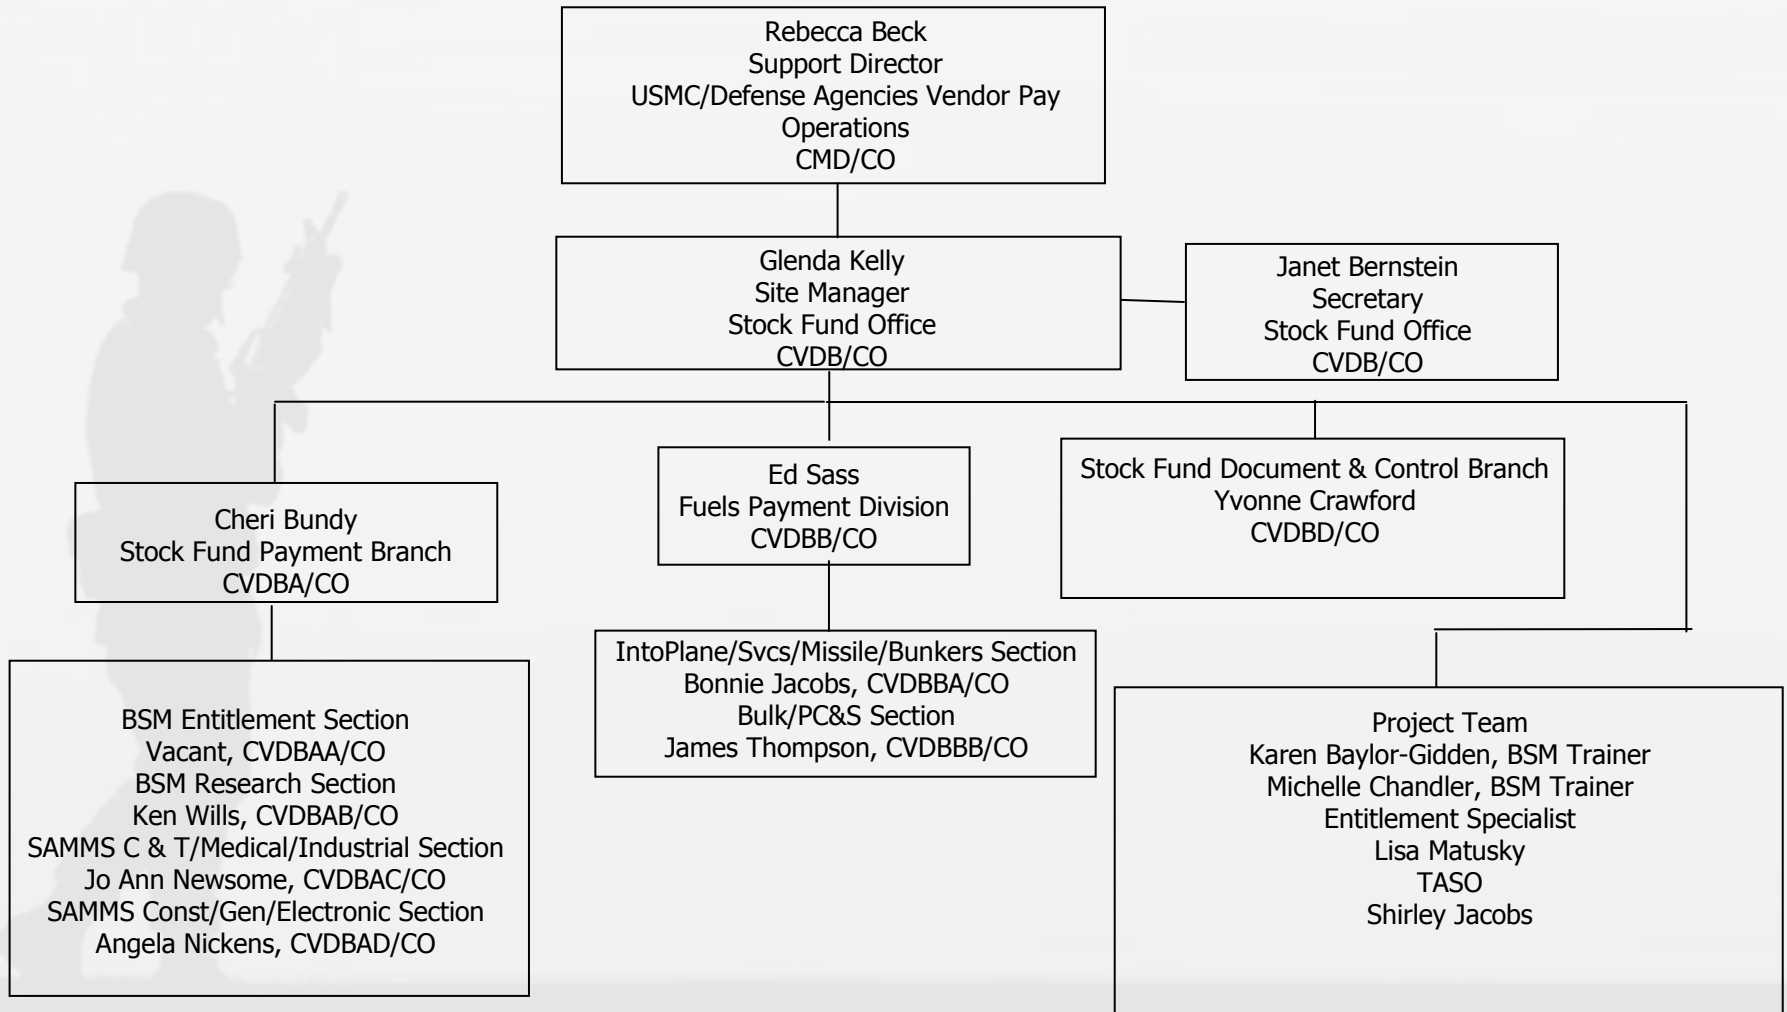 Rebecca Beck
Support Director
USMC/Defense Agencies Vendor Pay
Operations
CMD/CO
Glenda Kelly
Site Manager
Stock Fund Office
CVDB/CO
Janet Bernstein
Secretary
Stock Fund Office
CVDB/CO
Cheri Bundy
Stock Fund Payment Branch
CVDBA/CO
Ed Sass
Fuels Payment Division
CVDBB/CO
Stock Fund Document & Control Branch
Yvonne Crawford
CVDBD/CO
BSM Entitlement Section
Vacant, CVDBAA/CO
BSM Research Section
Ken Wills, CVDBAB/CO
SAMMS C & T/Medical/Industrial Section
Jo Ann Newsome, CVDBAC/CO
SAMMS Const/Gen/Electronic Section
Angela Nickens, CVDBAD/CO
IntoPlane/Svcs/Missile/Bunkers Section
Bonnie Jacobs, CVDBBA/CO
Bulk/PC&S Section
James Thompson, CVDBBB/CO
Project Team
Karen Baylor-Gidden, BSM Trainer
Michelle Chandler, BSM Trainer
Entitlement Specialist
Lisa Matusky
TASO
Shirley Jacobs